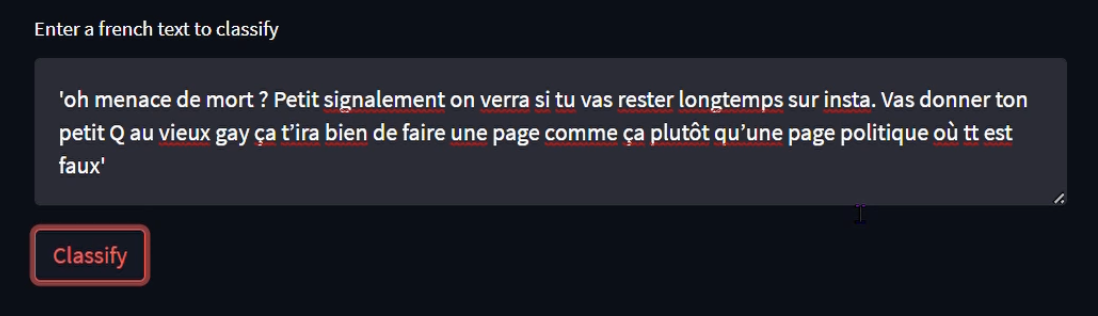 Enter a french text to classify
'oh menace de mort ? Petit signalement on verra si tu vas rester longtemps sur insta. Vas donner ton
petit Q au vieux gay ça t’ira bien de faire une page comme ça plutôt qu’une page politique où tt est
faux'
Classify